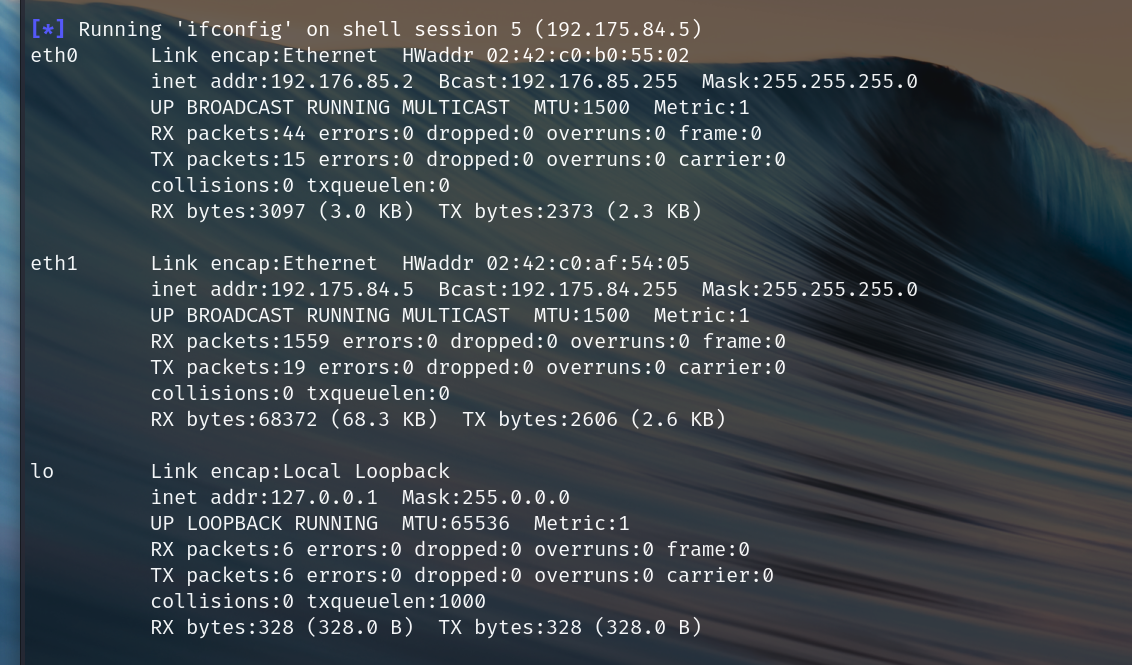 [*] Running 'ifconfig' on shell session 5 (192.175.84.5)
eth0      Link encap:Ethernet  HWaddr 02:42:c0:b0:55:02
          inet addr:192.176.85.2  Bcast:192.176.85.255  Mask:255.255.255.0
          UP BROADCAST RUNNING MULTICAST  MTU:1500  Metric:1
          RX packets:44 errors:0 dropped:0 overruns:0 frame:0
          TX packets:15 errors:0 dropped:0 overruns:0 carrier:0
          collisions:0 txqueuelen:0
          RX bytes:3097 (3.0 KB)  TX bytes:2373 (2.3 KB)

eth1      Link encap:Ethernet  HWaddr 02:42:c0:af:54:05
          inet addr:192.175.84.5  Bcast:192.175.84.255  Mask:255.255.255.0
          UP BROADCAST RUNNING MULTICAST  MTU:1500  Metric:1
          RX packets:1559 errors:0 dropped:0 overruns:0 frame:0
          TX packets:19 errors:0 dropped:0 overruns:0 carrier:0
          collisions:0 txqueuelen:0
          RX bytes:68372 (68.3 KB)  TX bytes:2606 (2.6 KB)

lo        Link encap:Local Loopback
          inet addr:127.0.0.1  Mask:255.0.0.0
          UP LOOPBACK RUNNING  MTU:65536  Metric:1
          RX packets:6 errors:0 dropped:0 overruns:0 frame:0
          TX packets:6 errors:0 dropped:0 overruns:0 carrier:0
          collisions:0 txqueuelen:1000
          RX bytes:328 (328.0 B)  TX bytes:328 (328.0 B)